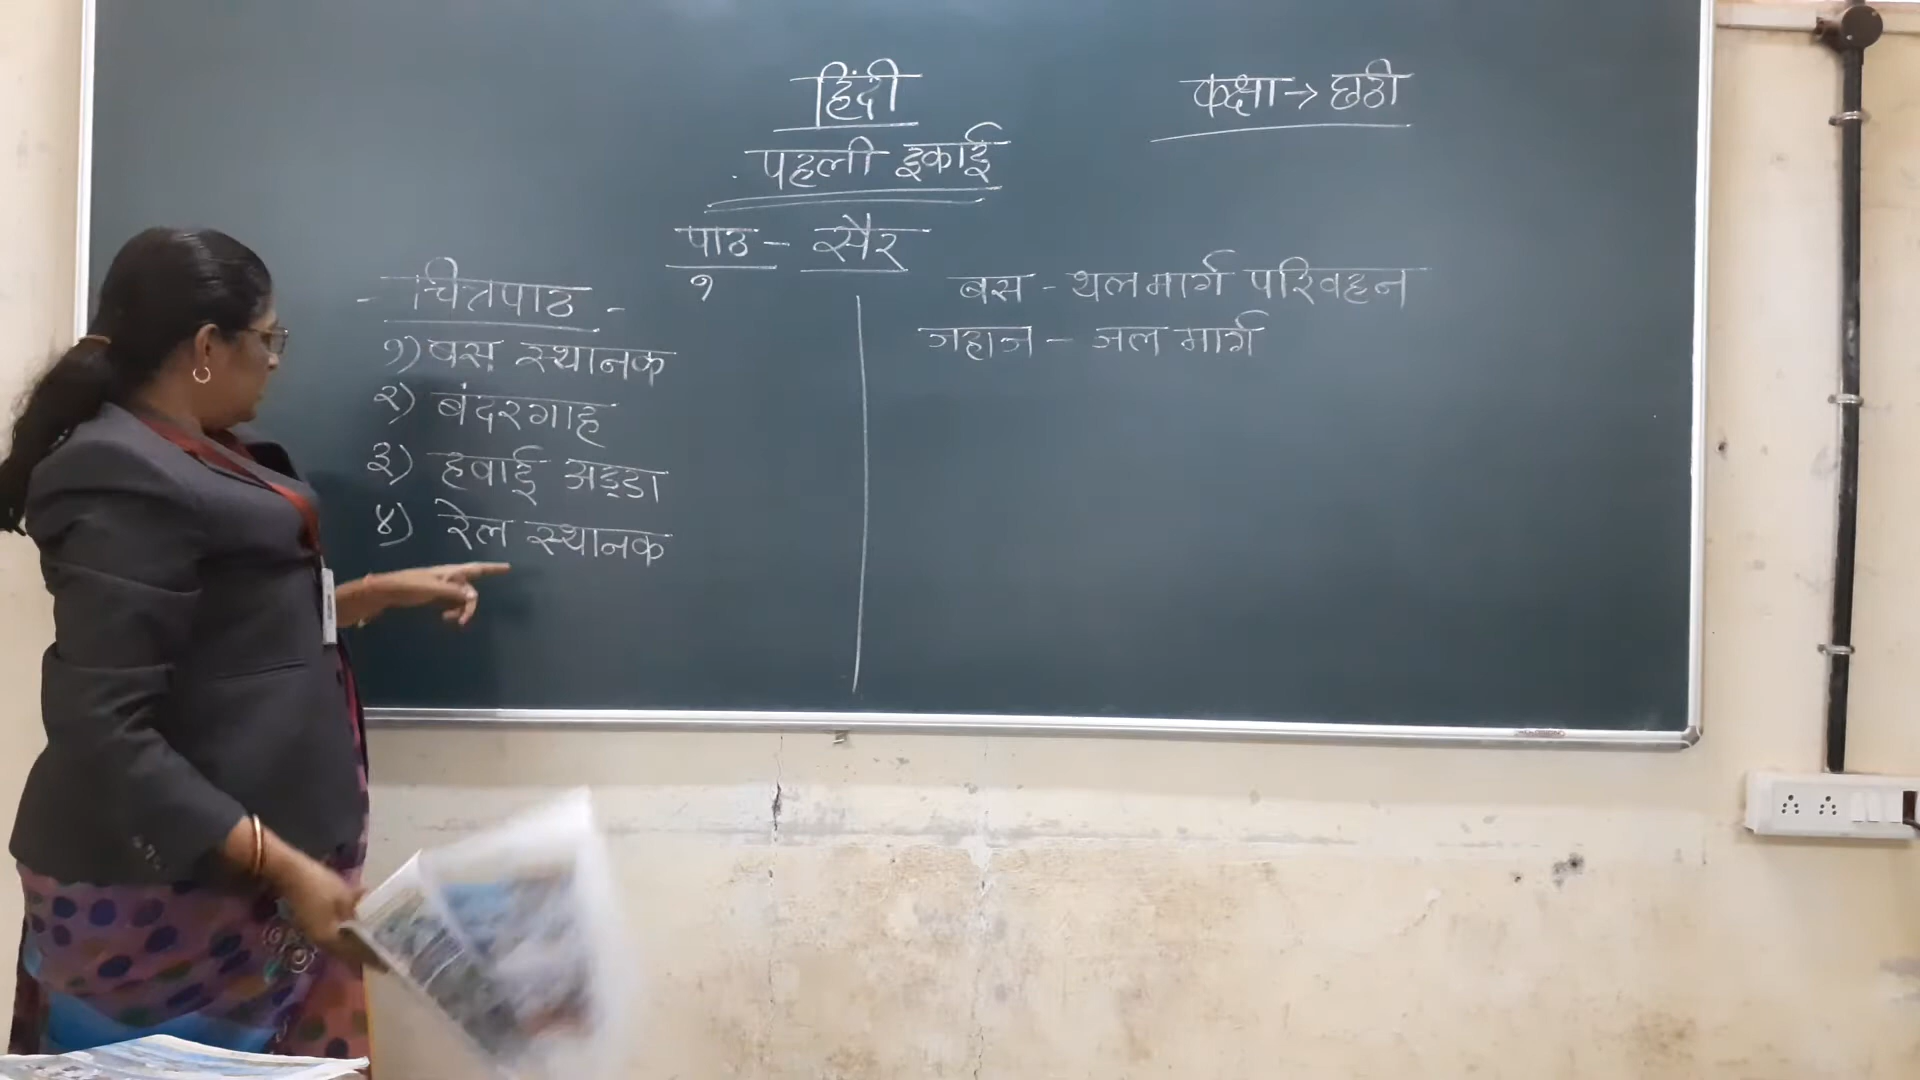 हिंदी
कक्षा → छठी
पहली इकाई
पाठ - सैर
१
- चित्रपाठ -
१) बस स्थानक
२) बंदरगाह
३) हवाई अड्डा
४) रेल स्थानक
बस - थलमार्ग परिवहन
जहाज - जल मार्ग